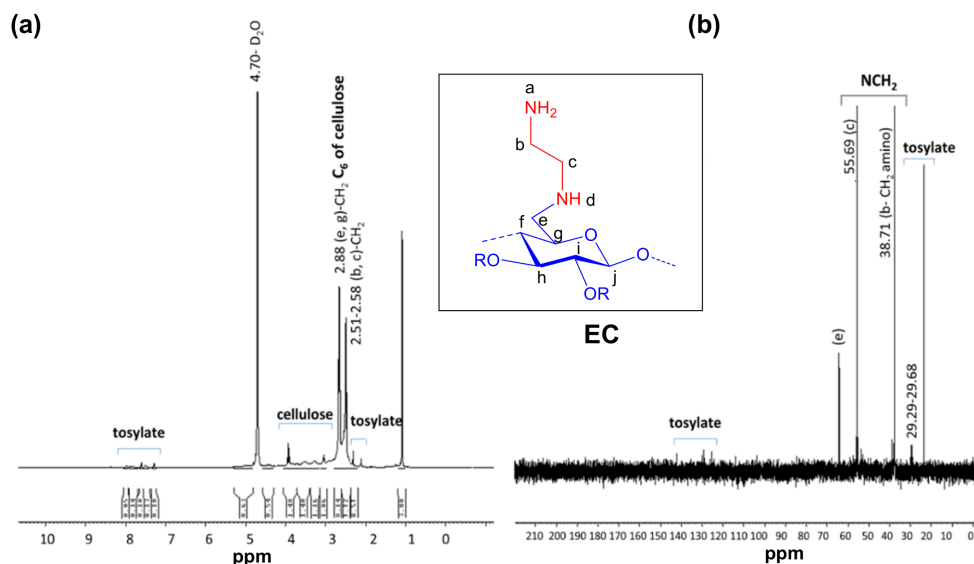 (a)
4.70- D₂O
2.88 (e, g)-CH₂ C₆ of cellulose
2.51-2.58 (b, c)-CH₂
cellulose
tosylate
tosylate
10 9 8 7 6 5 4 3 2 1 0
ppm
a
NH₂
b
c
NH d
e
f
g
O
i
O
RO
h
OR
j
EC
(b)
NCH₂
55.69 (c)
38.71 (b- CH₂ amino)
tosylate
(e)
29.29-29.68
tosylate
210 200 190 180 170 160 150 140 130 120 110 100 90 80 70 60 50 40 30 20 10 0
ppm